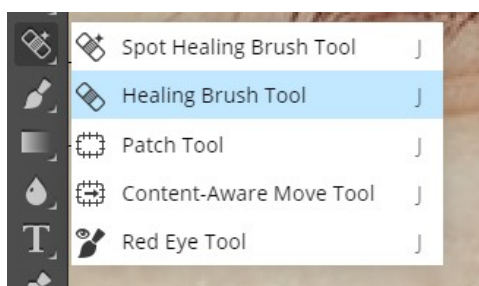 Spot Healing Brush Tool J
Healing Brush Tool J
Patch Tool J
Content-Aware Move Tool J
T Red Eye Tool J